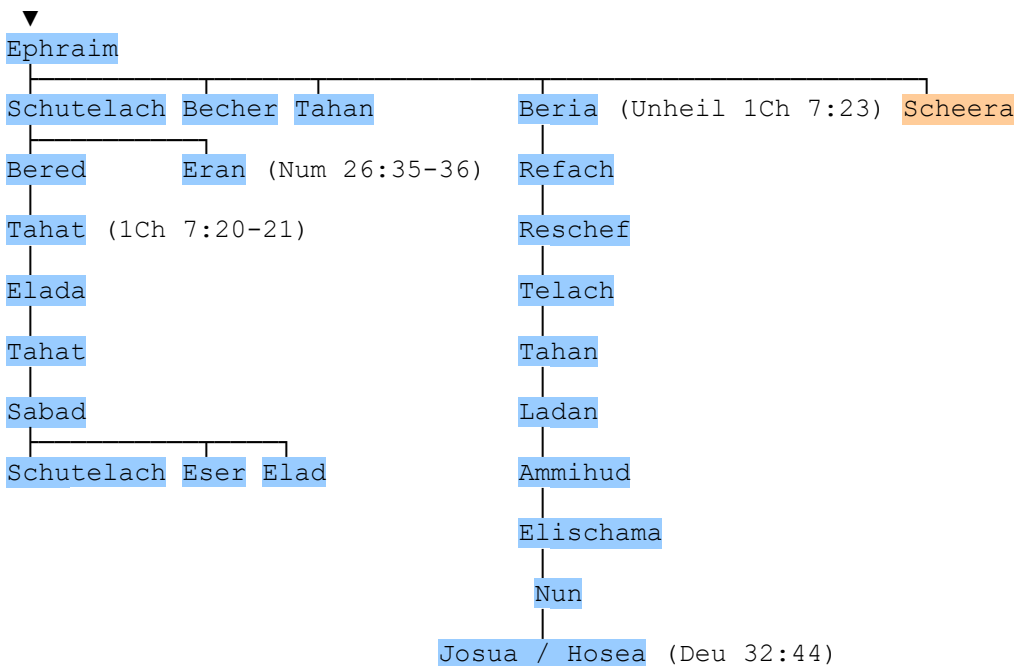 ▼
Ephraim
Schutelach Becher Tahan Beria (Unheil 1Ch 7:23) Scheera
Bered Eran (Num 26:35-36) Refach
Tahat (1Ch 7:20-21) Reschef
Elada Telach
Tahat Tahan
Sabad Ladan
Schutelach Eser Elad Ammihud
Elischama
Nun
Josua / Hosea (Deu 32:44)